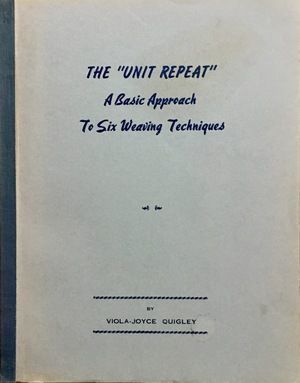 THE "UNIT REPEAT"
A Basic Approach
To Six Weaving Techniques
BY
VIOLA-JOYCE QUIGLEY